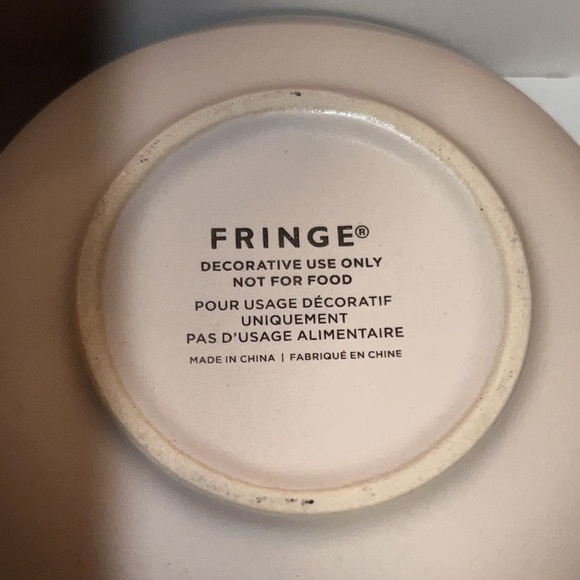 FRINGE®
DECORATIVE USE ONLY
NOT FOR FOOD
POUR USAGE DÉCORATIF
UNIQUEMENT
PAS D'USAGE ALIMENTAIRE
MADE IN CHINA | FABRIQUÉ EN CHINE